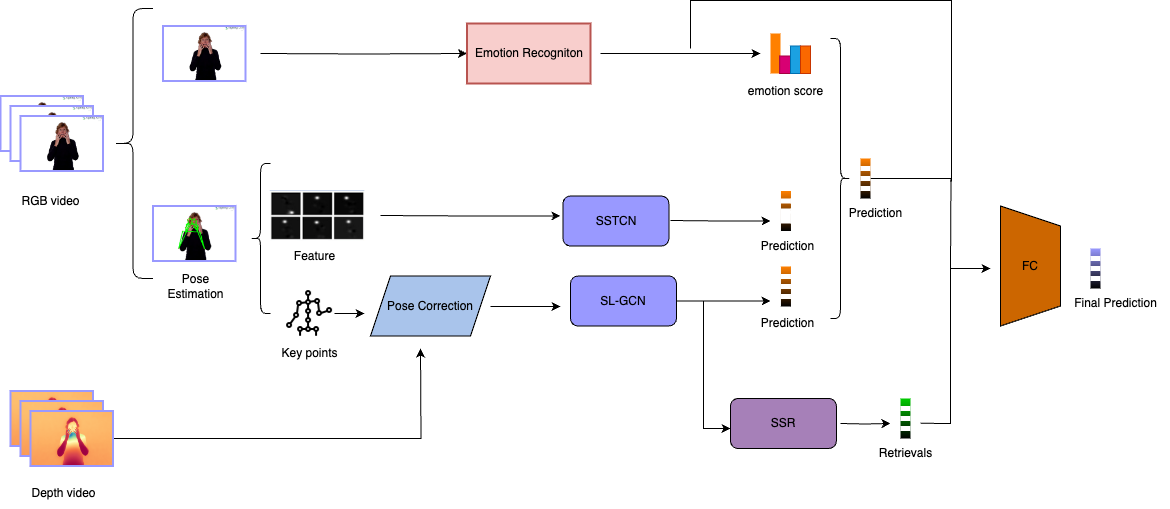 Emotion Recogniton
emotion score
RGB video
Pose
Estimation
Feature
SSTCN
Prediction
Prediction
Key points
Pose Correction
SL-GCN
Prediction
FC
Final Prediction
SSR
Retrievals
Depth video